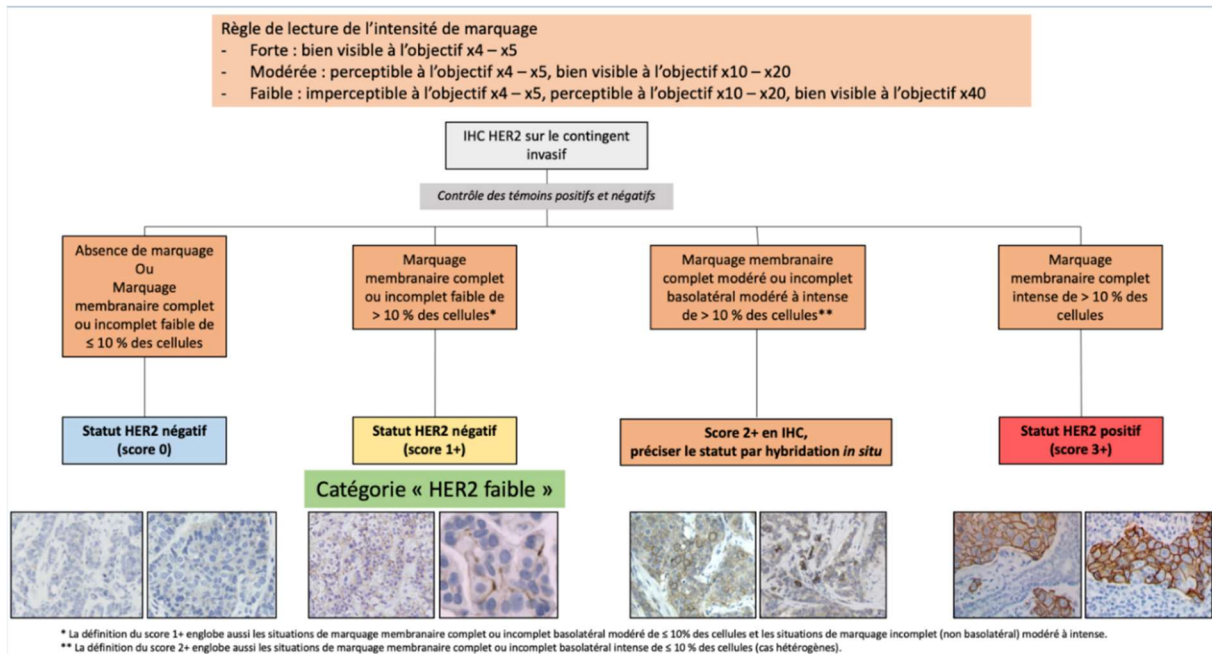 Règle de lecture de l'intensité de marquage
- Forte : bien visible à l'objectif x4 – x5
- Modérée : perceptible à l'objectif x4 – x5, bien visible à l'objectif x10 – x20
- Faible : imperceptible à l'objectif x4 – x5, perceptible à l'objectif x10 – x20, bien visible à l'objectif x40
IHC HER2 sur le contingent
invasif
Contrôle des témoins positifs et négatifs
Absence de marquage
Ou
Marquage
membranaire complet
ou incomplet faible de
≤ 10 % des cellules
Marquage
membranaire complet
ou incomplet faible de
> 10 % des cellules*
Marquage membranaire
complet modéré ou incomplet
basolatéral modéré à intense
de > 10 % des cellules**
Marquage
membranaire complet
intense de > 10 % des
cellules
Statut HER2 négatif
(score 0)
Statut HER2 négatif
(score 1+)
Score 2+ en IHC,
préciser le statut par hybridation in situ
Statut HER2 positif
(score 3+)
Catégorie « HER2 faible »
* La définition du score 1+ englobe aussi les situations de marquage membranaire complet ou incomplet basolatéral modéré de ≤ 10% des cellules et les situations de marquage incomplet (non basolatéral) modéré à intense.
** La définition du score 2+ englobe aussi les situations de marquage membranaire complet ou incomplet basolatéral intense de ≤ 10 % des cellules (cas hétérogènes).